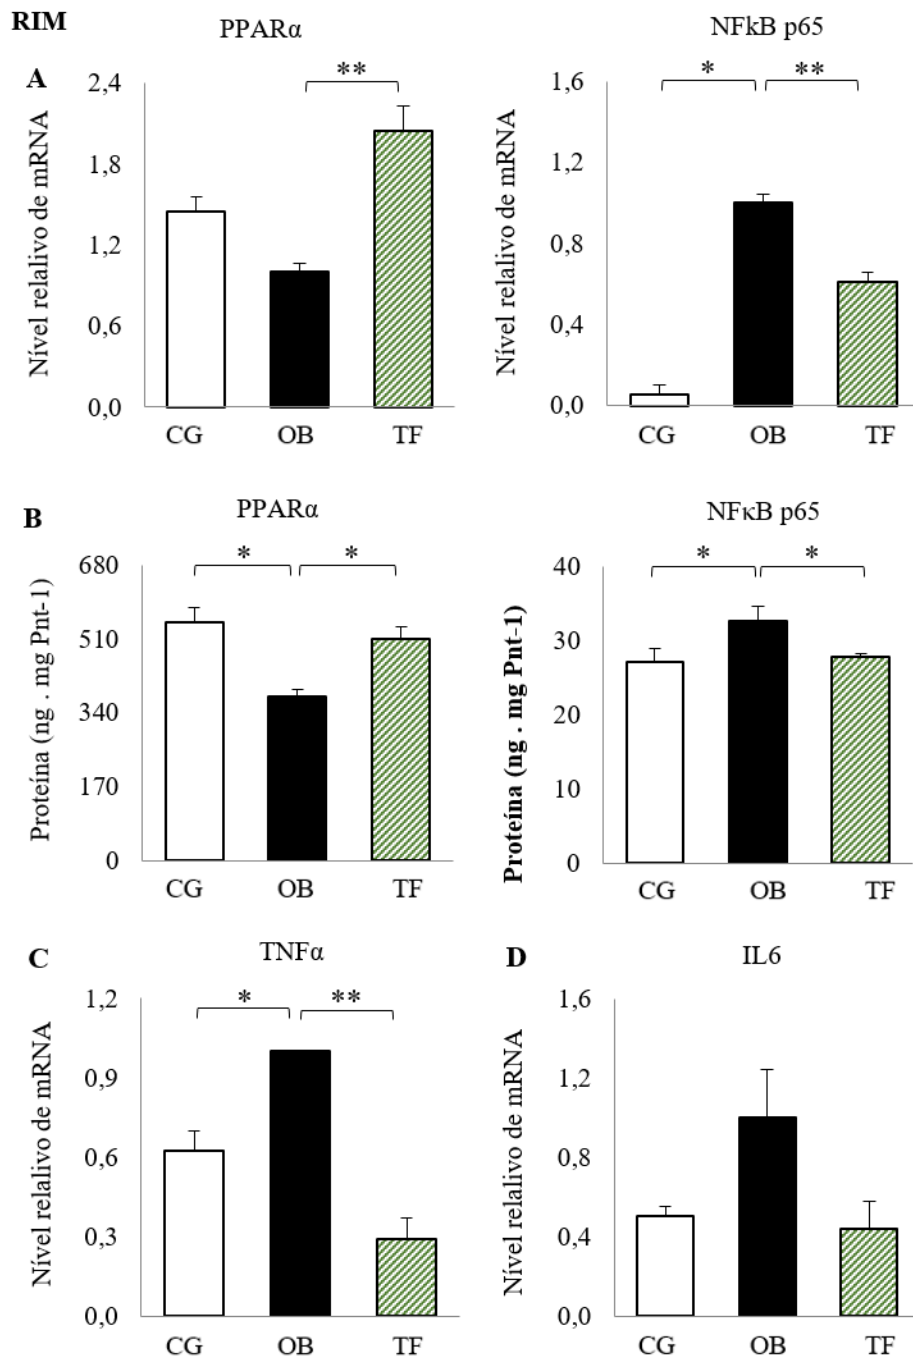 RIM
PPARα
NFkB p65
A
Nível relalivo de mRNA
2,4
1,8
1,2
0,6
0,0
**
CG OB TF
Nível relalivo de mRNA
1,6
1,2
0,8
0,4
0,0
* **
CG OB TF
B
PPARα
NFκB p65
Proteína (ng . mg Pnt-1)
680
510
340
170
0
* *
CG OB TF
Proteína (ng . mg Pnt-1)
40
30
20
10
0
* *
CG OB TF
C
TNFα
Nível relalivo de mRNA
1,2
0,9
0,6
0,3
0,0
* **
CG OB TF
D
IL6
Nível relalivo de mRNA
1,6
1,2
0,8
0,4
0,0
CG OB TF